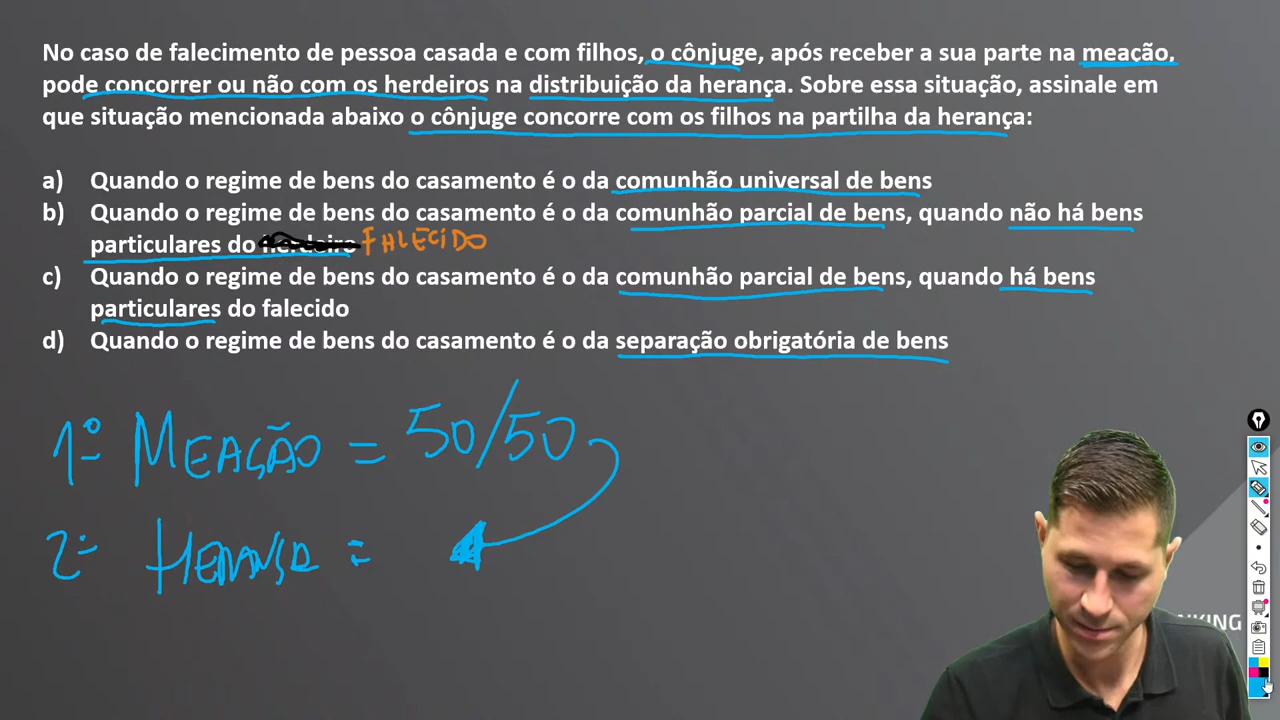 No caso de falecimento de pessoa casada e com filhos, o cônjuge, após receber a sua parte na meação,
pode concorrer ou não com os herdeiros na distribuição da herança. Sobre essa situação, assinale em
que situação mencionada abaixo o cônjuge concorre com os filhos na partilha da herança:
a) Quando o regime de bens do casamento é o da comunhão universal de bens
b) Quando o regime de bens do casamento é o da comunhão parcial de bens, quando não há bens
particulares do herdeiro FALECIDO
c) Quando o regime de bens do casamento é o da comunhão parcial de bens, quando há bens
particulares do falecido
d) Quando o regime de bens do casamento é o da separação obrigatória de bens
1º MEAÇÃO = 50/50
2º HERANÇA =